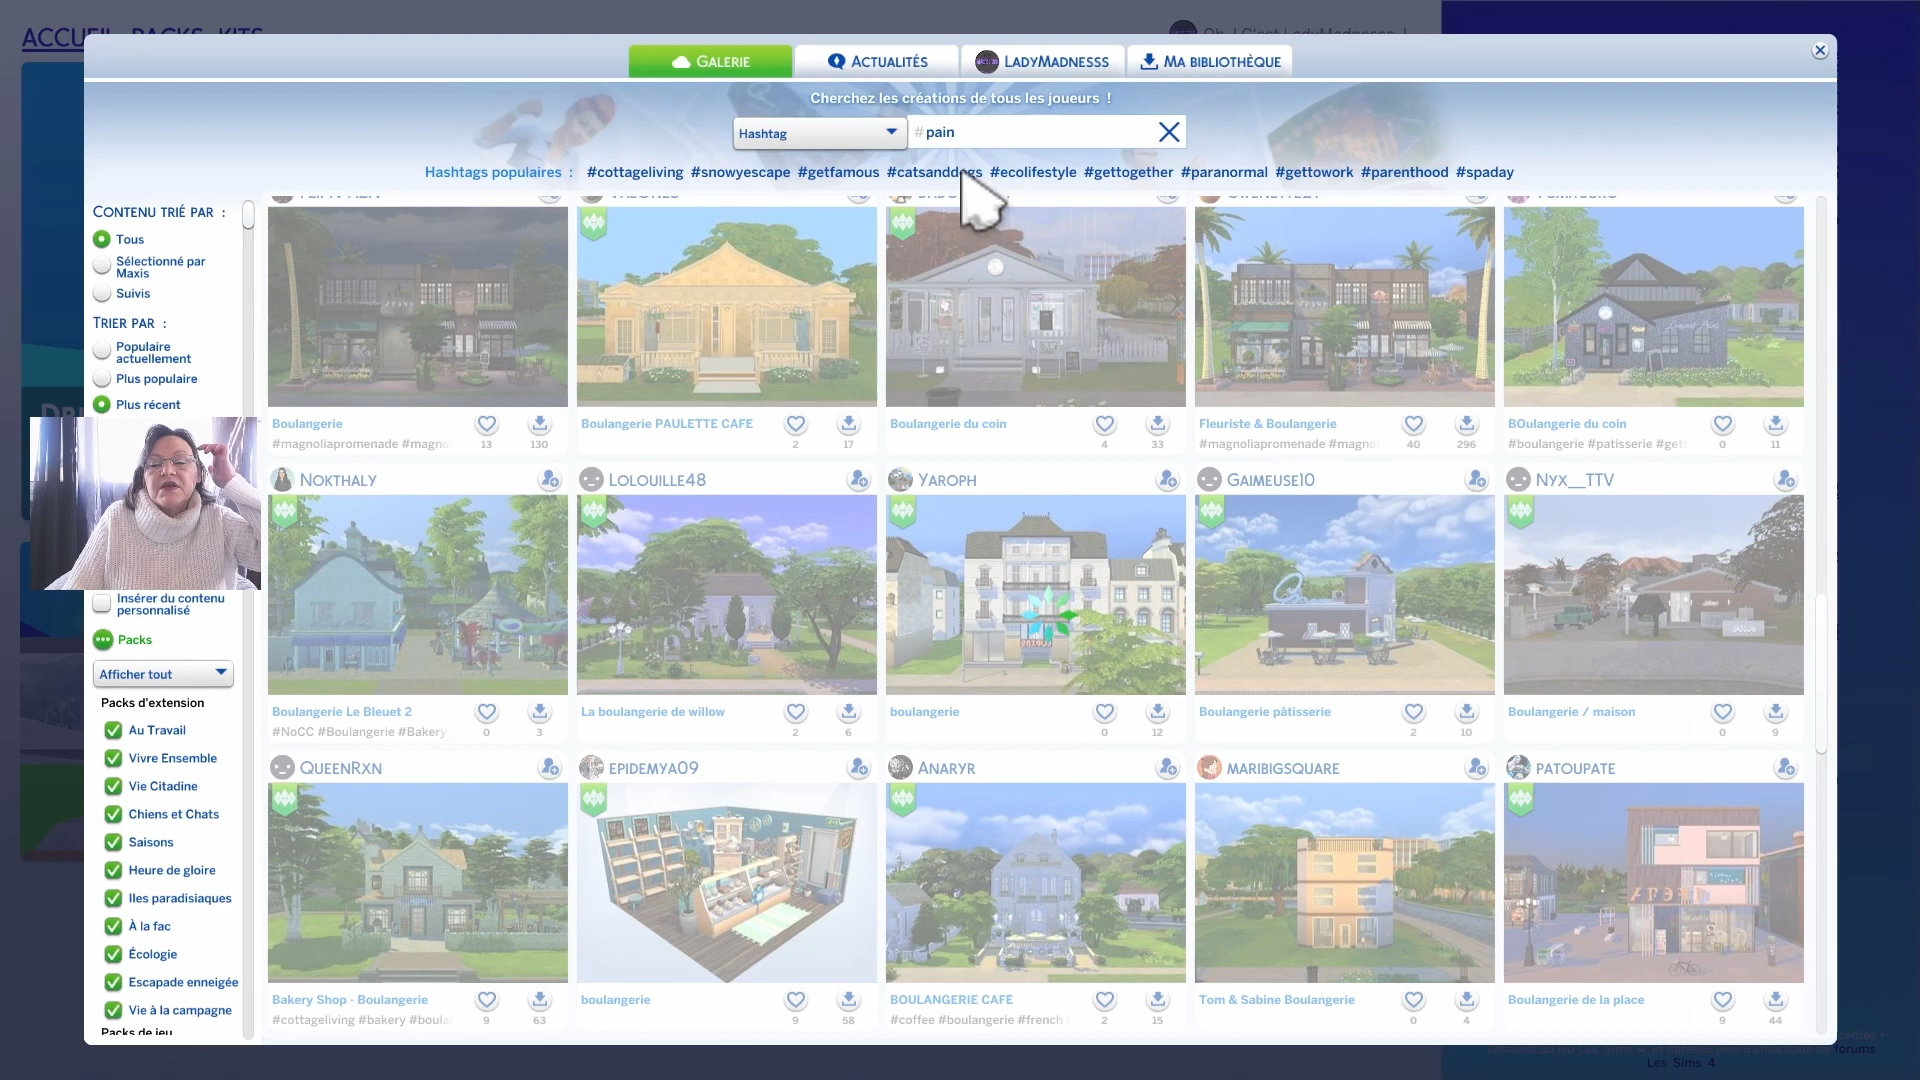 ACCUEIL PACKS KITS
GALERIE
ACTUALITÉS
LADYMADNESSS
MA BIBLIOTHÈQUE
Cherchez les créations de tous les joueurs !
Hashtag
#pain
Hashtags populaires : #cottageliving #snowyescape #getfamous #catsanddogs #ecolifestyle #gettogether #paranormal #gettowork #parenthood #spaday
CONTENU TRIÉ PAR :
Tous
Sélectionné par
Maxis
Suivis
TRIER PAR :
Populaire
actuellement
Plus populaire
Plus récent
Insérer du contenu
personnalisé
Packs
Afficher tout
Packs d'extension
Au Travail
Vivre Ensemble
Vie Citadine
Chiens et Chats
Saisons
Heure de gloire
Iles paradisiaques
À la fac
Écologie
Escapade enneigée
Vie à la campagne
Packs de jeu
Boulangerie
#magnoliapromenade #magno
13
130
Boulangerie PAULETTE CAFE
2
17
Boulangerie du coin
4
33
Fleuriste & Boulangerie
#magnoliapromenade #magno
40
296
BOulangerie du coin
#boulangerie #patisserie #get
0
11
NOKTHALY
Boulangerie Le Bleuet 2
#NoCC #Boulangerie #Bakery
0
3
LOLOUILLE48
La boulangerie de willow
2
6
YAROPH
boulangerie
0
12
GAIMEUSE10
Boulangerie pâtisserie
2
10
NYX__TTV
Boulangerie / maison
0
9
QUEENRXN
Bakery Shop - Boulangerie
#cottageliving #bakery #boula
9
63
EPIDEMYA09
boulangerie
9
58
ANARYR
BOULANGERIE CAFE
#coffee #boulangerie #french
2
15
MARIBIGSQUARE
Tom & Sabine Boulangerie
0
4
PATOUPATE
Boulangerie de la place
9
44
forums
Les Sims 4